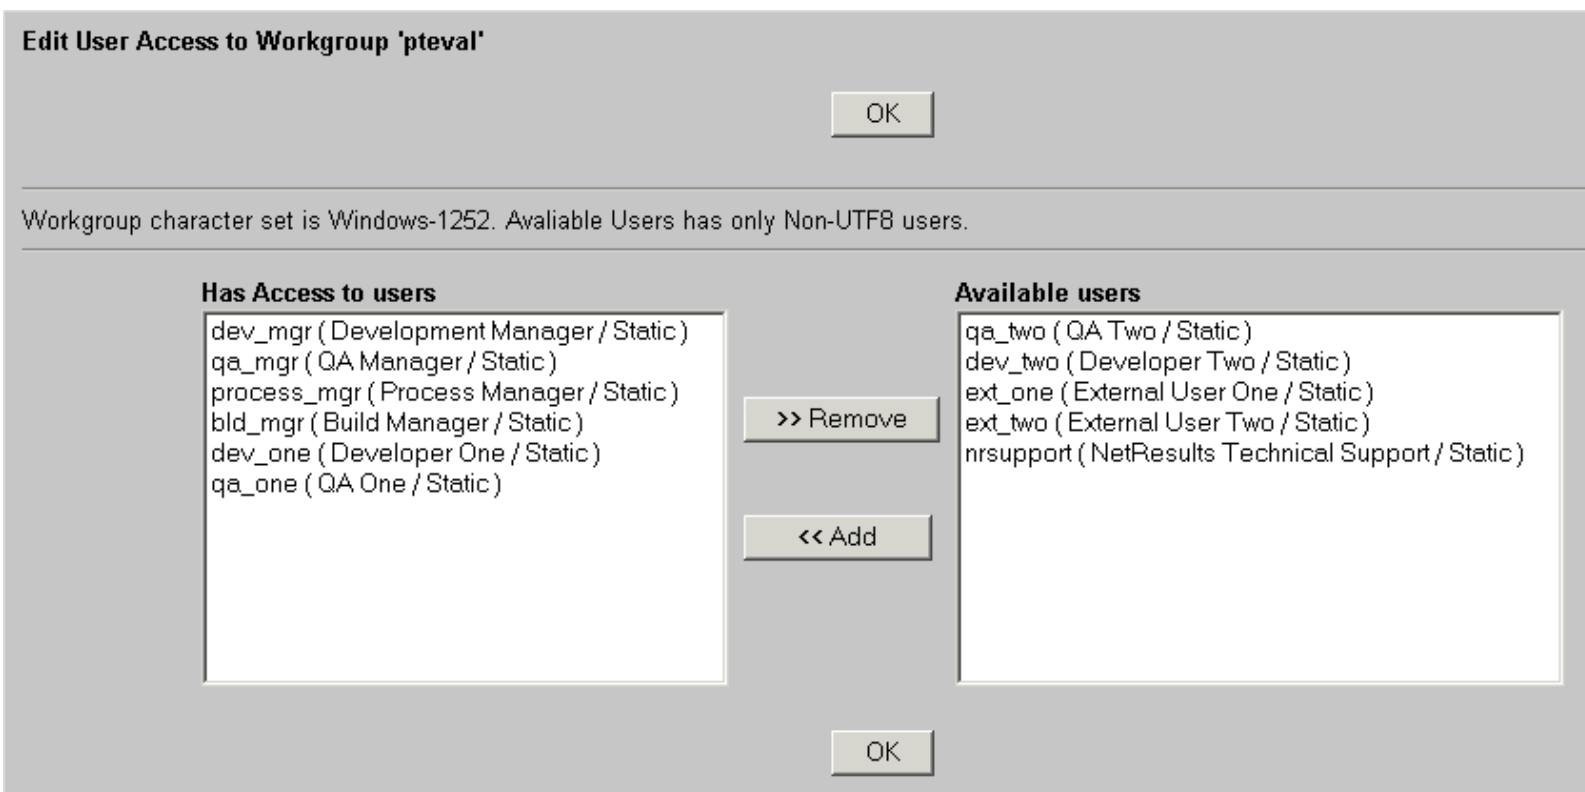 Edit User Access to Workgroup 'pteval'
OK
Workgroup character set is Windows-1252. Avaliable Users has only Non-UTF8 users.
Has Access to users
dev_mgr ( Development Manager / Static )
qa_mgr ( QA Manager / Static )
process_mgr ( Process Manager / Static )
bld_mgr ( Build Manager / Static )
dev_one ( Developer One / Static )
qa_one ( QA One / Static )
>> Remove
<< Add
Available users
qa_two ( QA Two / Static )
dev_two ( Developer Two / Static )
ext_one ( External User One / Static )
ext_two ( External User Two / Static )
nrsupport ( NetResults Technical Support / Static )
OK